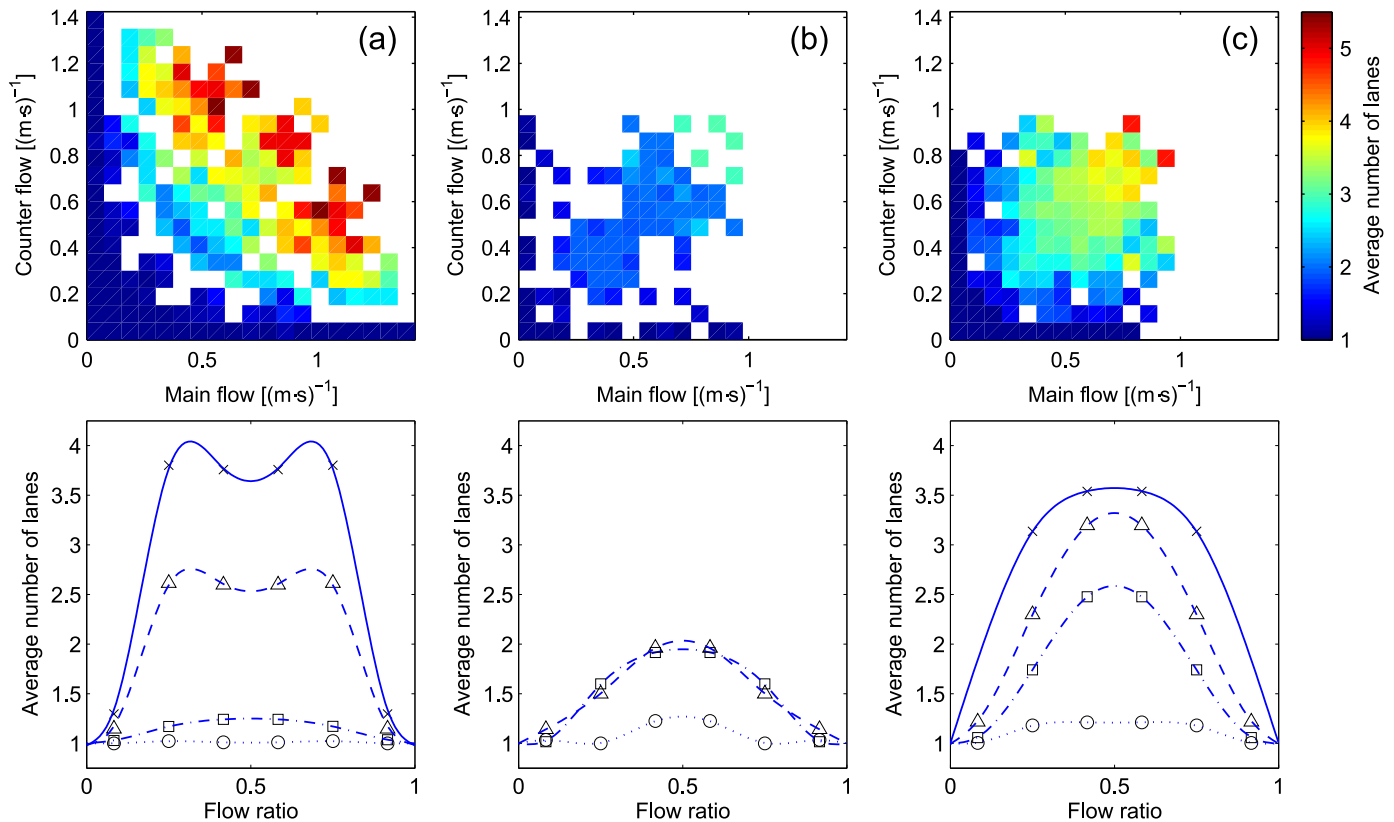 (a)
Counter flow [(m·s)⁻¹]
1.4
1.2
1
0.8
0.6
0.4
0.2
0
0 0.5 1
Main flow [(m·s)⁻¹]
(b)
Counter flow [(m·s)⁻¹]
1.4
1.2
1
0.8
0.6
0.4
0.2
0
0 0.5 1
Main flow [(m·s)⁻¹]
(c)
Counter flow [(m·s)⁻¹]
1.4
1.2
1
0.8
0.6
0.4
0.2
0
0 0.5 1
Main flow [(m·s)⁻¹]
5
4
3
2
1
Average number of lanes
Average number of lanes
4
3.5
3
2.5
2
1.5
1
0 0.5 1
Flow ratio
Average number of lanes
4
3.5
3
2.5
2
1.5
1
0 0.5 1
Flow ratio
Average number of lanes
4
3.5
3
2.5
2
1.5
1
0 0.5 1
Flow ratio